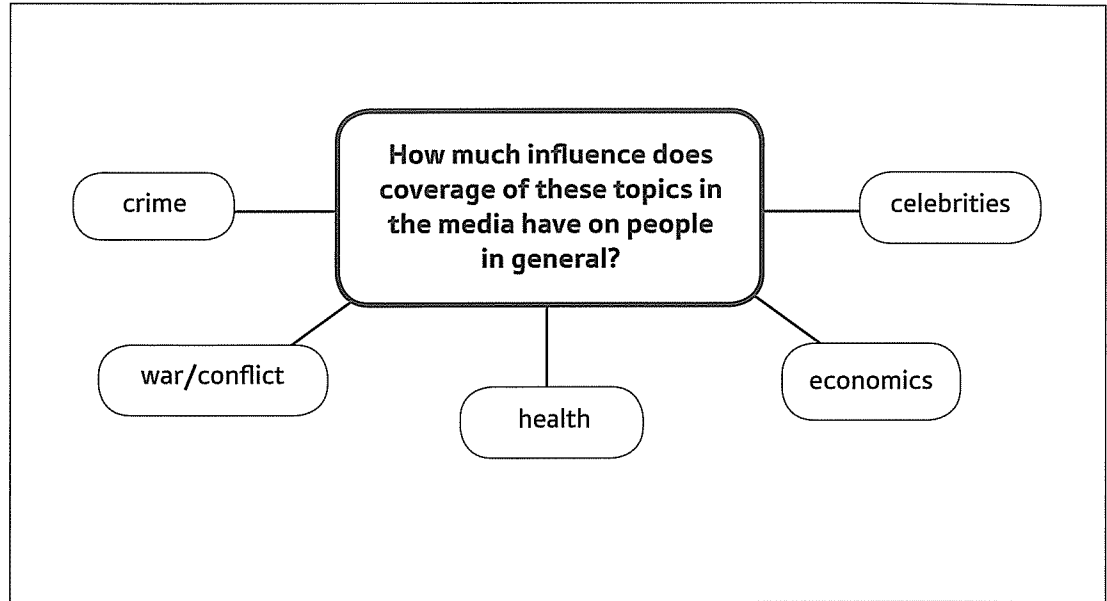 How much influence does
coverage of these topics in
the media have on people
in general?
crime
celebrities
war/conflict
health
economics